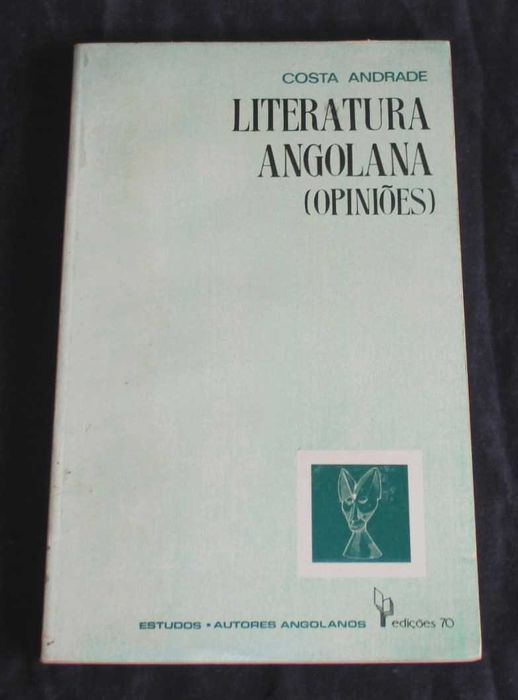 COSTA ANDRADE
LITERATURA
ANGOLANA
(OPINIÕES)
ESTUDOS • AUTORES ANGOLANOS
edições 70